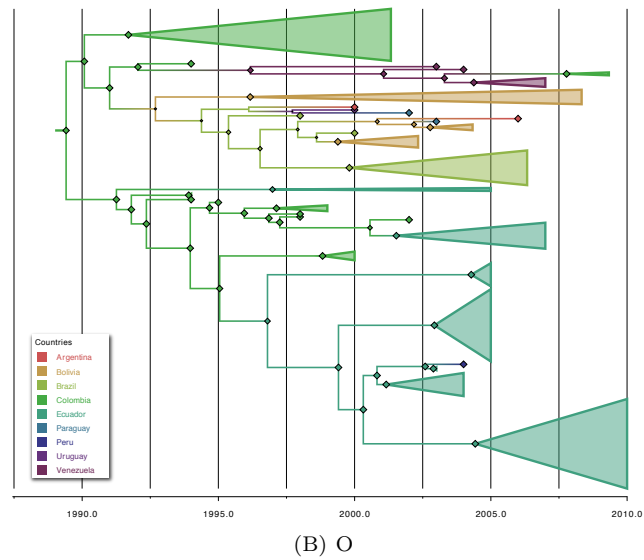 Countries
Argentina
Bolivia
Brazil
Colombia
Ecuador
Paraguay
Peru
Uruguay
Venezuela
1990.0 1995.0 2000.0 2005.0 2010.0
(B) O